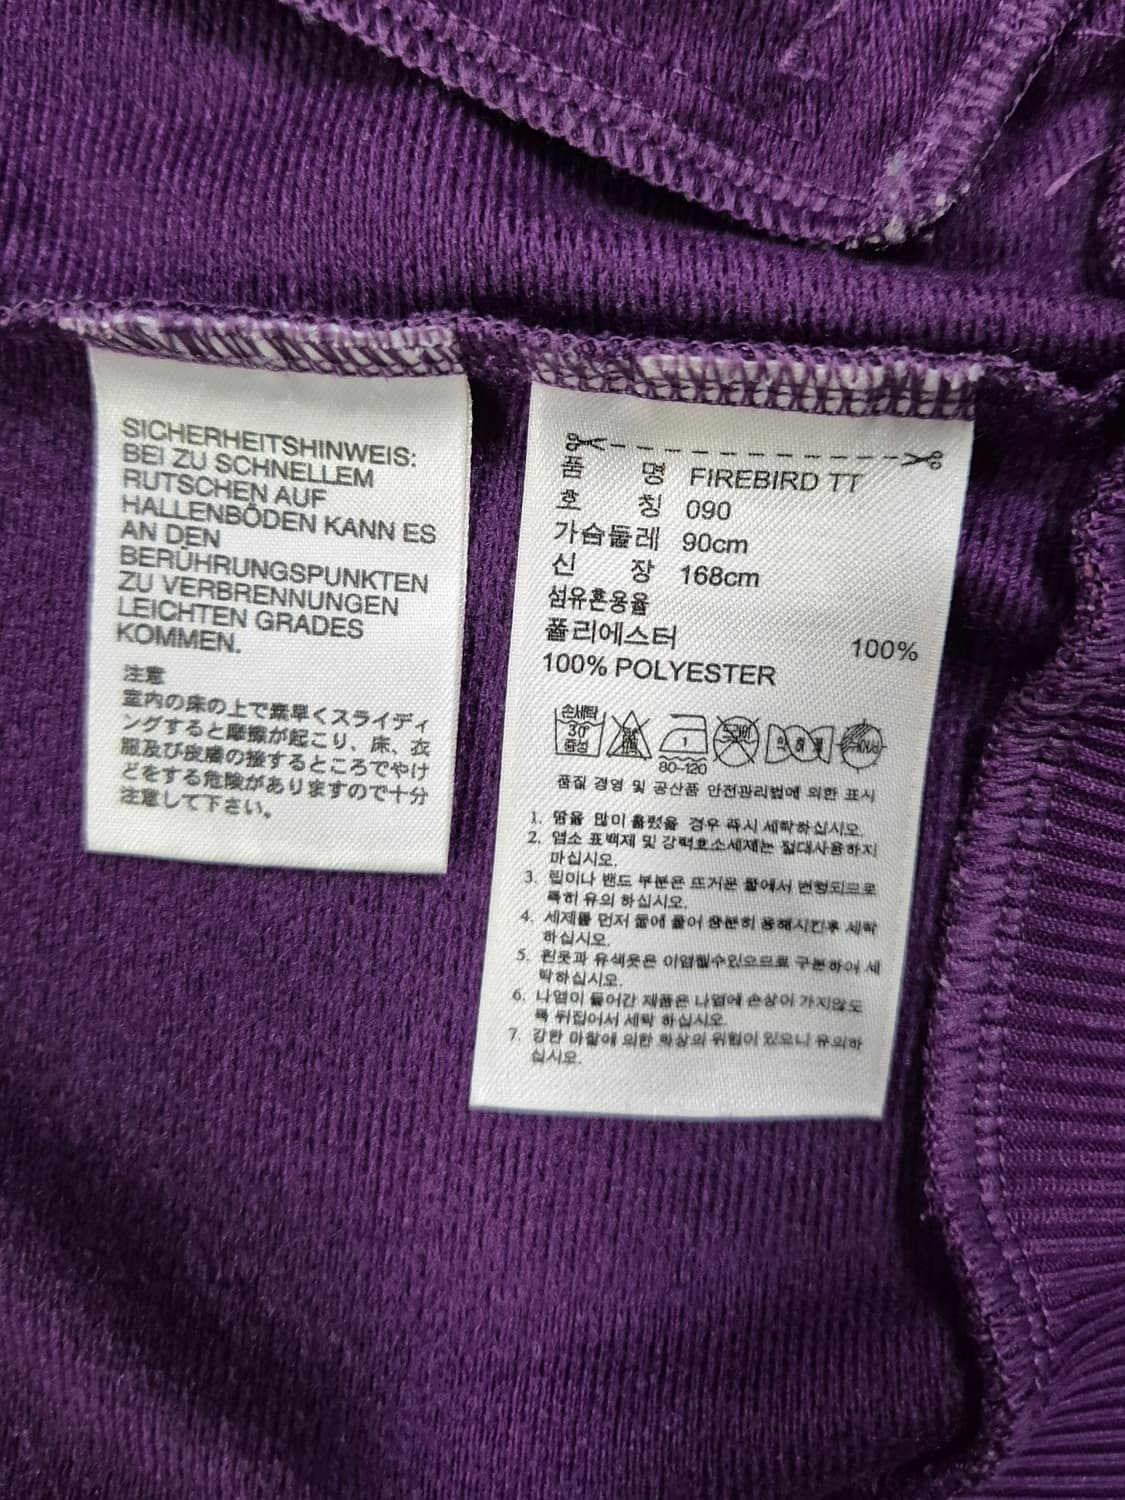 SICHERHEITSHINWEIS:
BEI ZU SCHNELLEM
RUTSCHEN AUF
HALLENBÖDEN KANN ES
AN DEN
BERÜHRUNGSPUNKTEN
ZU VERBRENNUNGEN
LEICHTEN GRADES
KOMMEN.
注意
室内の床の上で素早くスライディ
ングすると摩擦が起こり、床、衣
服及び皮膚の接するところでやけ
どをする危険がありますので十分
注意して下さい。
품 명 FIREBIRD TT
호 칭 090
가슴둘레 90cm
신 장 168cm
섬유혼용율
폴리에스터 100%
100% POLYESTER
손세탁
30°
중성
1
80~120
품질 경영 및 공산품 안전관리법에 의한 표시
1. 땀을 많이 흘렸을 경우 즉시 세탁하십시오.
2. 염소 표백제 및 강력효소세제는 절대사용하지
마십시오.
3. 립이나 밴드 부분은 뜨거운 물에서 변형되므로
특히 유의 하십시오.
4. 세제를 먼저 물에 풀어 충분히 용해시킨후 세탁
하십시오.
5. 흰옷과 유색옷은 이염될수있으므로 구분하여 세
탁하십시오.
6. 나염이 들어간 제품은 나염에 손상이 가지않도
록 뒤집어서 세탁 하십시오.
7. 강한 마찰에 의한 화상의 위험이 있으니 유의하
십시오.